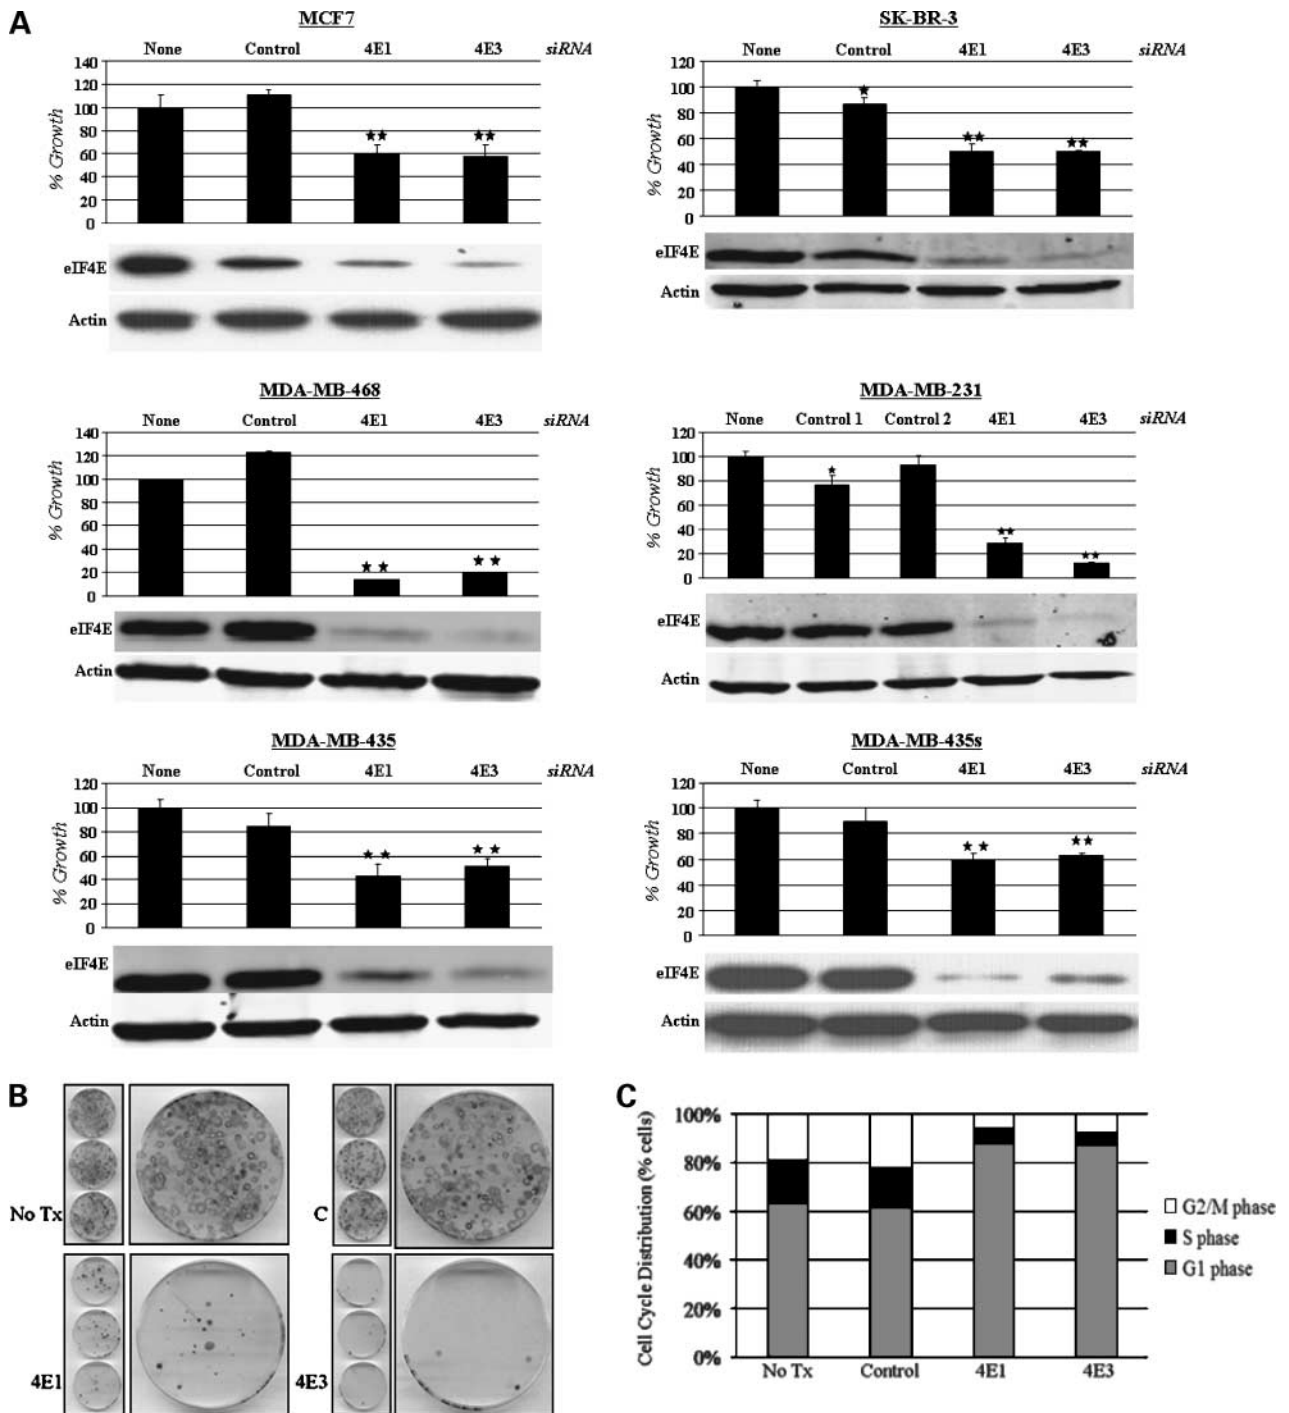 A
MCF7
None Control 4E1 4E3 siRNA
140
120
100
80
60
40
20
0
% Growth
★★ ★★
eIF4E
Actin
SK-BR-3
None Control 4E1 4E3 siRNA
120
100
80
60
40
20
0
% Growth
★ ★★ ★★
eIF4E
Actin
MDA-MB-468
None Control 4E1 4E3 siRNA
140
120
100
80
60
40
20
0
% Growth
★★ ★★
eIF4E
Actin
MDA-MB-231
None Control 1 Control 2 4E1 4E3 siRNA
120
100
80
60
40
20
0
% Growth
★ ★★ ★★
eIF4E
Actin
MDA-MB-435
None Control 4E1 4E3 siRNA
120
100
80
60
40
20
0
% Growth
★★ ★★
eIF4E
Actin
MDA-MB-435s
None Control 4E1 4E3 siRNA
120
100
80
60
40
20
0
% Growth
★★ ★★
eIF4E
Actin
B
No Tx
C
4E1
4E3
C
100%
80%
60%
40%
20%
0%
Cell Cycle Distribution (% cells)
No Tx Control 4E1 4E3
G2/M phase
S phase
G1 phase